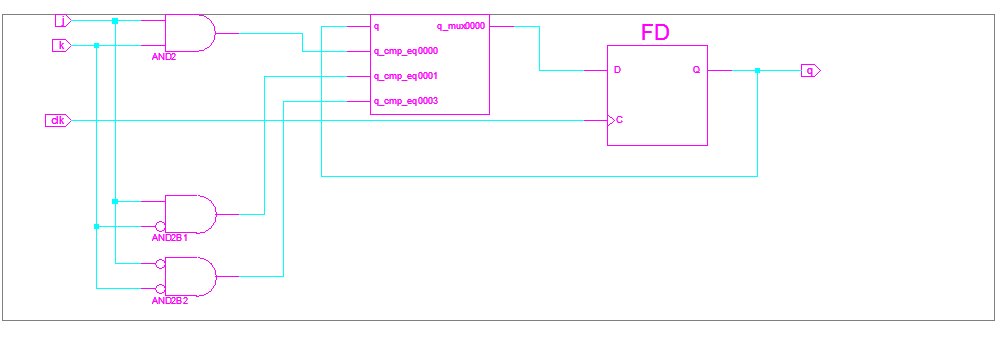 j
k
clk
AND2
q
q_cmp_eq0000
q_cmp_eq0001
q_cmp_eq0003
q_mux0000
FD
D
Q
C
q
AND2B1
AND2B2